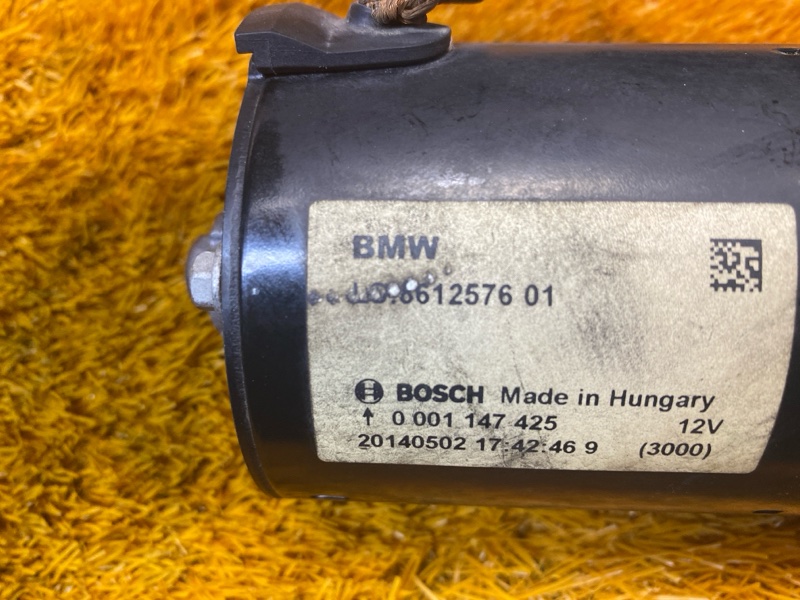 BMW
8612576 01
BOSCH Made in Hungary
0 001 147 425 12V
20140502 17:42:46 9 (3000)